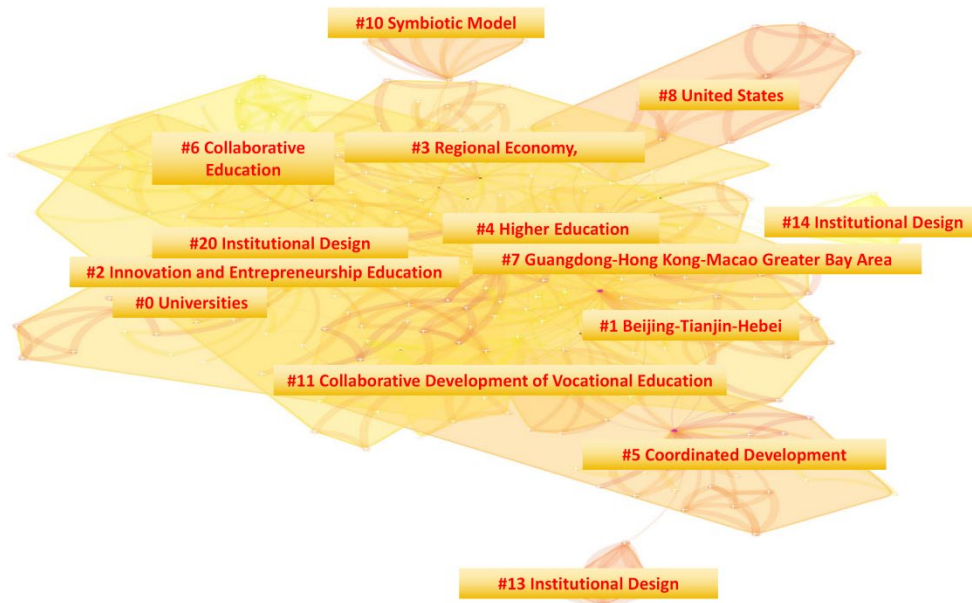 #10 Symbiotic Model
#8 United States
#6 Collaborative
Education
#3 Regional Economy,
#14 Institutional Design
#4 Higher Education
#20 Institutional Design
#7 Guangdong-Hong Kong-Macao Greater Bay Area
#2 Innovation and Entrepreneurship Education
#0 Universities
#1 Beijing-Tianjin-Hebei
#11 Collaborative Development of Vocational Education
#5 Coordinated Development
#13 Institutional Design